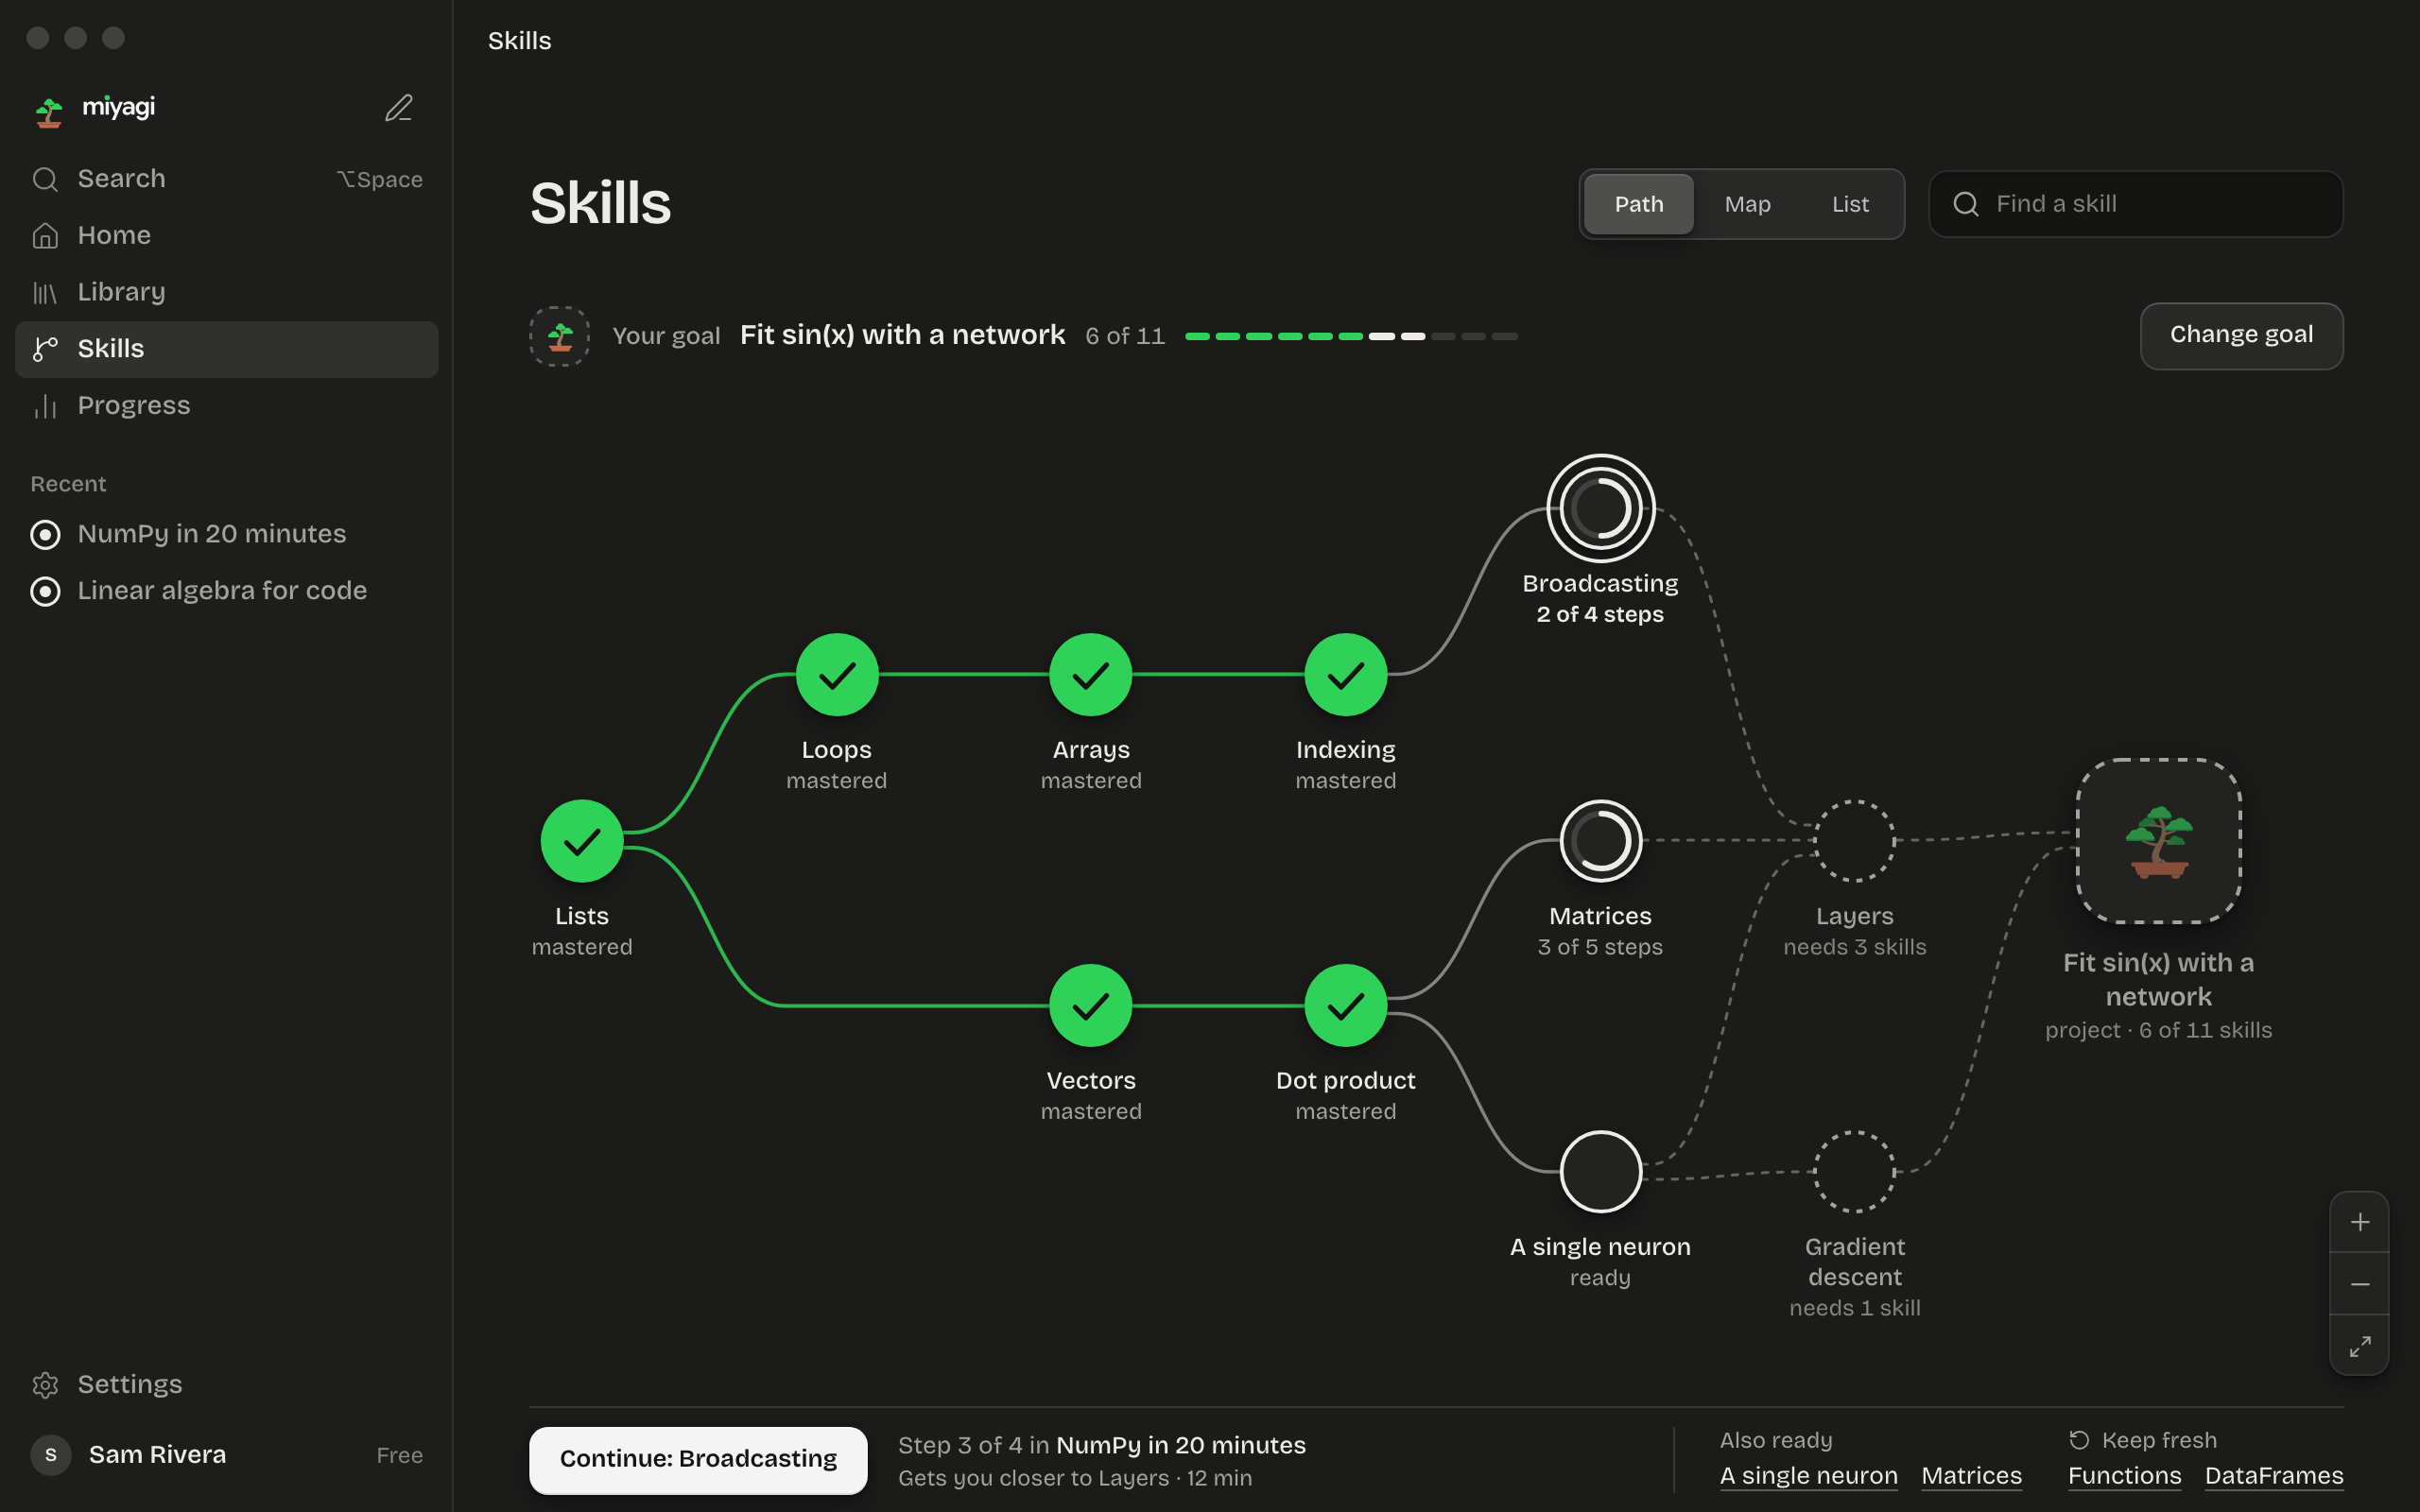 Skills
miyagi
Search ⌥Space
Home
Library
Skills
Progress
Recent
NumPy in 20 minutes
Linear algebra for code
Settings
S Sam Rivera Free
Skills
Path Map List
Find a skill
Your goal Fit sin(x) with a network 6 of 11
Change goal
Broadcasting
2 of 4 steps
Loops
mastered
Arrays
mastered
Indexing
mastered
Lists
mastered
Matrices
3 of 5 steps
Layers
needs 3 skills
Fit sin(x) with a
network
project · 6 of 11 skills
Vectors
mastered
Dot product
mastered
A single neuron
ready
Gradient
descent
needs 1 skill
Continue: Broadcasting
Step 3 of 4 in NumPy in 20 minutes
Gets you closer to Layers · 12 min
Also ready
A single neuron Matrices
Keep fresh
Functions DataFrames